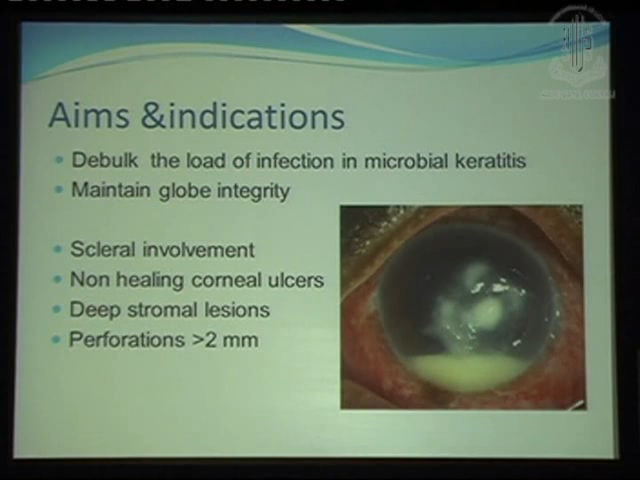 Aims &indications
Debulk the load of infection in microbial keratitis
Maintain globe integrity
Scleral involvement
Non healing corneal ulcers
Deep stromal lesions
Perforations >2 mm